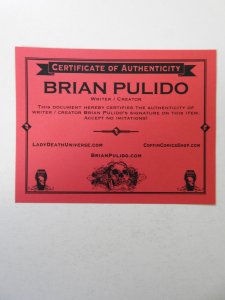 Certificate of Authenticity
BRIAN PULIDO
Writer / Creator
This document hereby certifies the authenticity of
writer / creator Brian Pulido's signature on this item.
Accept no imitations!
LadyDeathUniverse.com
CoffinComicsShop.com
BrianPulido.com